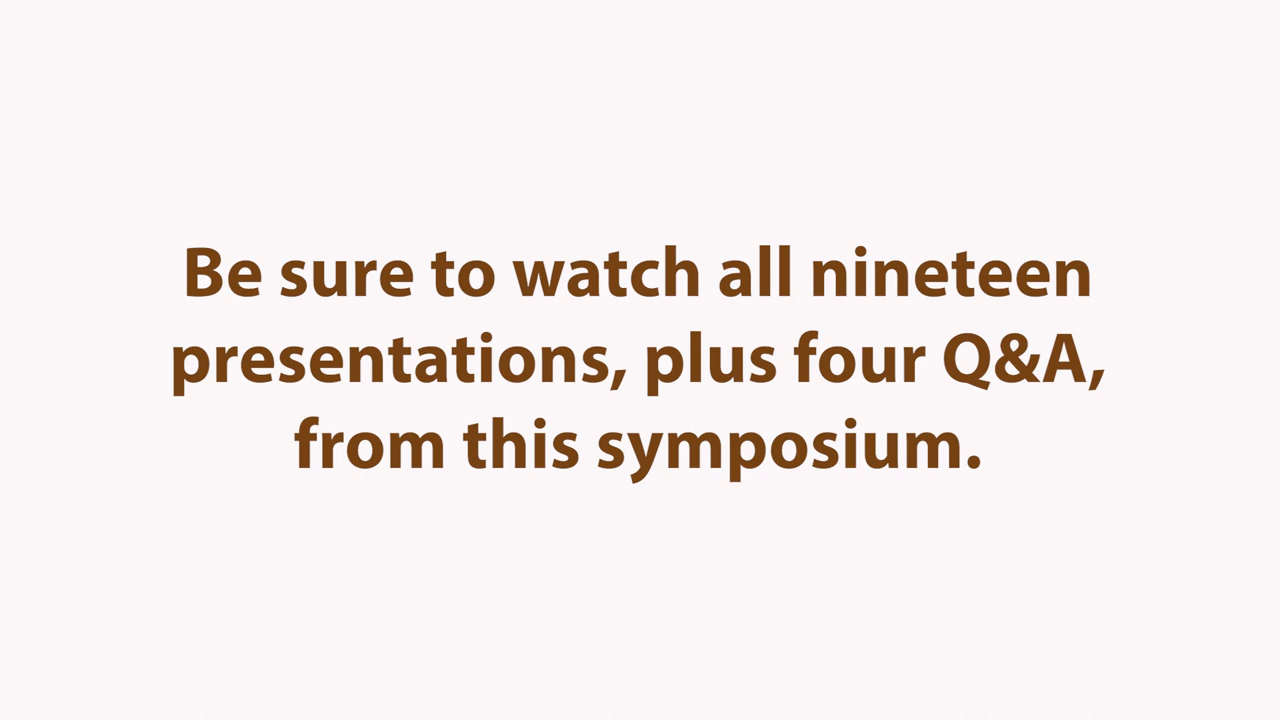 Be sure to watch all nineteen
presentations, plus four Q&A,
from this symposium.